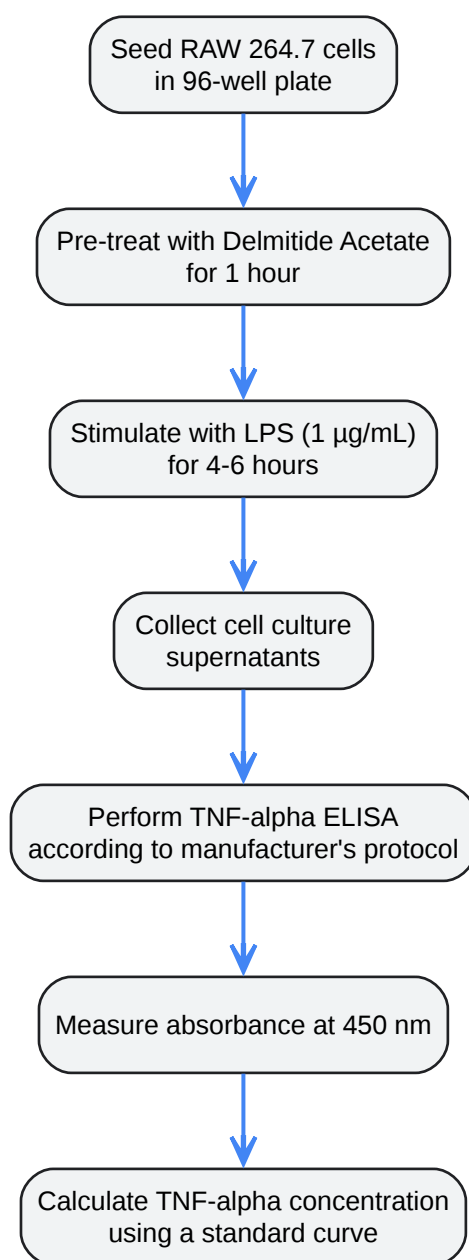 Seed RAW 264.7 cells
in 96-well plate
Pre-treat with Delmitide Acetate
for 1 hour
Stimulate with LPS (1 µg/mL)
for 4-6 hours
Collect cell culture
supernatants
Perform TNF-alpha ELISA
according to manufacturer's protocol
Measure absorbance at 450 nm
Calculate TNF-alpha concentration
using a standard curve